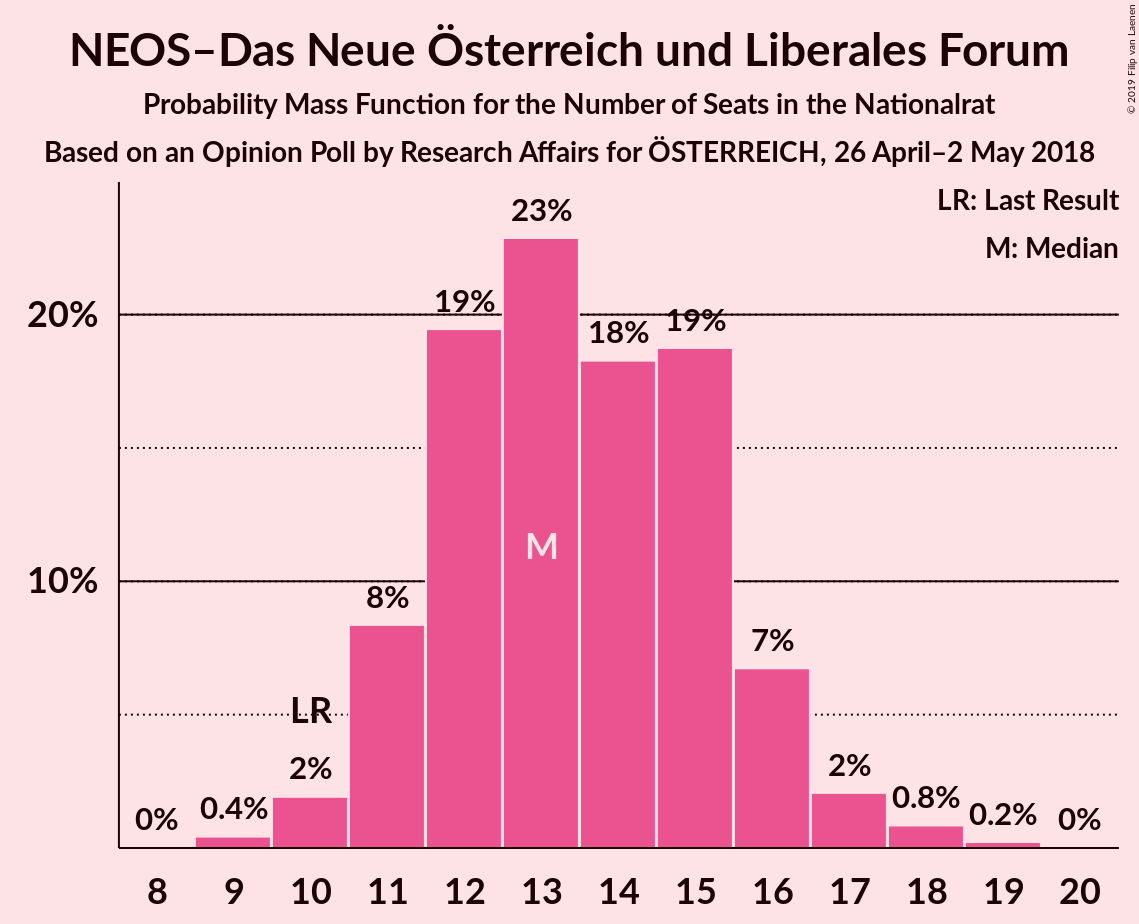 NEOS–Das Neue Österreich und Liberales Forum
Probability Mass Function for the Number of Seats in the Nationalrat
Based on an Opinion Poll by Research Affairs for ÖSTERREICH, 26 April–2 May 2018
© 2019 Filip van Laenen
LR: Last Result
M: Median
20%
10%
0%
0.4%
LR
2%
8%
19%
23%
M
18%
19%
7%
2%
0.8%
0.2%
0%
8 9 10 11 12 13 14 15 16 17 18 19 20